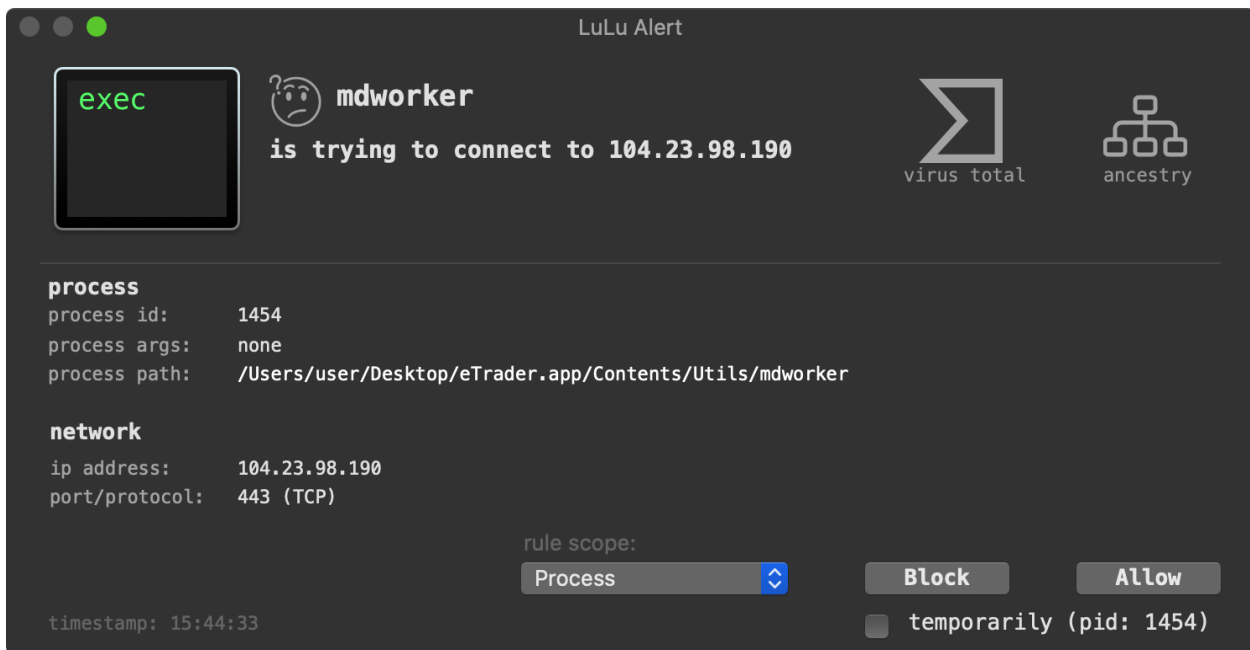 LuLu Alert
exec
mdworker
is trying to connect to 104.23.98.190
virus total
ancestry
process
process id: 1454
process args: none
process path: /Users/user/Desktop/eTrader.app/Contents/Utils/mdworker
network
ip address: 104.23.98.190
port/protocol: 443 (TCP)
rule scope:
Process
Block
Allow
timestamp: 15:44:33
temporarily (pid: 1454)